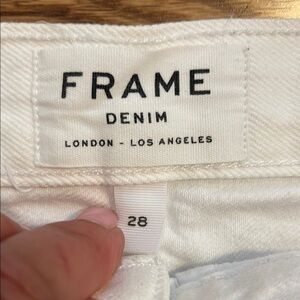 FRAME
DENIM
LONDON - LOS ANGELES
28